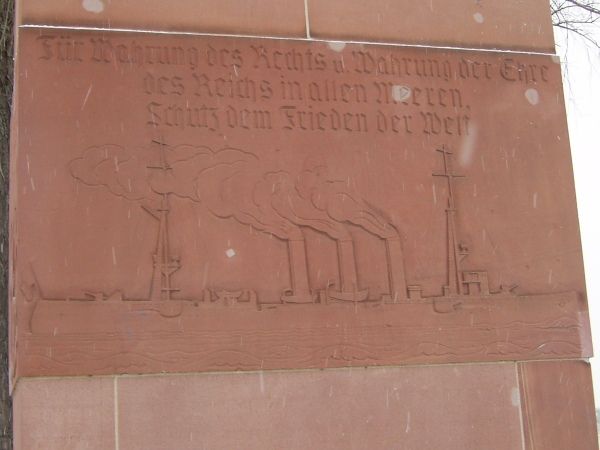 Für Wahrung des Rechts u. Wahrung der Ehre
des Reichs in allen Meeren,
Schutz dem Frieden der Welt